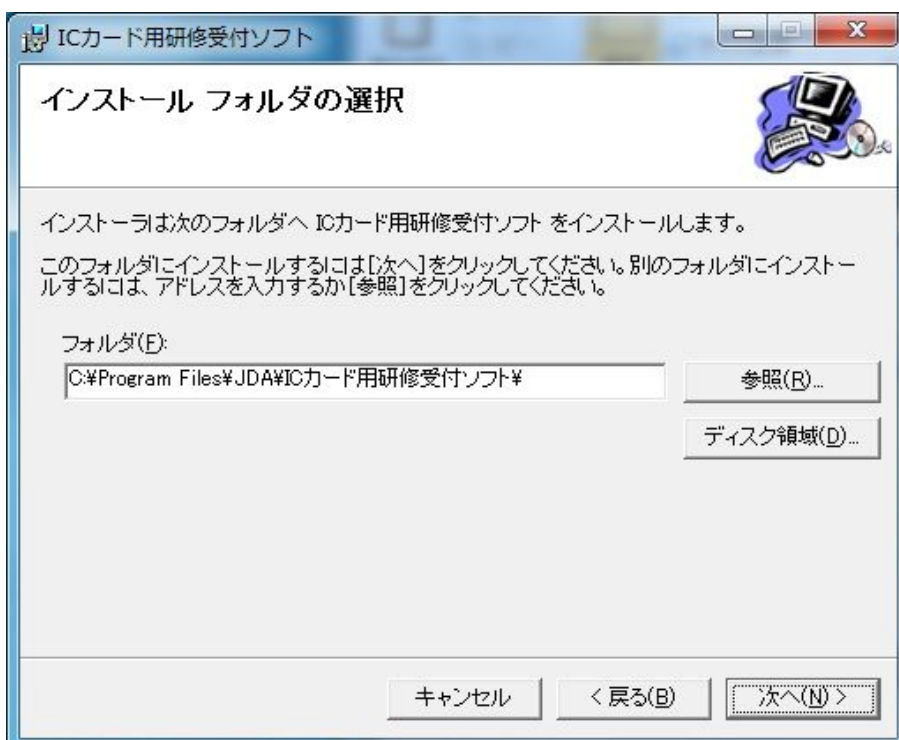 ICカード用研修受付ソフト
インストール フォルダの選択
インストーラは次のフォルダへ ICカード用研修受付ソフト をインストールします。
このフォルダにインストールするには[次へ]をクリックしてください。別のフォルダにインストー
ルするには、アドレスを入力するか[参照]をクリックしてください。
フォルダ(F):
C:¥Program Files¥JDA¥ICカード用研修受付ソフト¥
参照(R)...
ディスク領域(D)...
キャンセル
< 戻る(B)
次へ(N) >